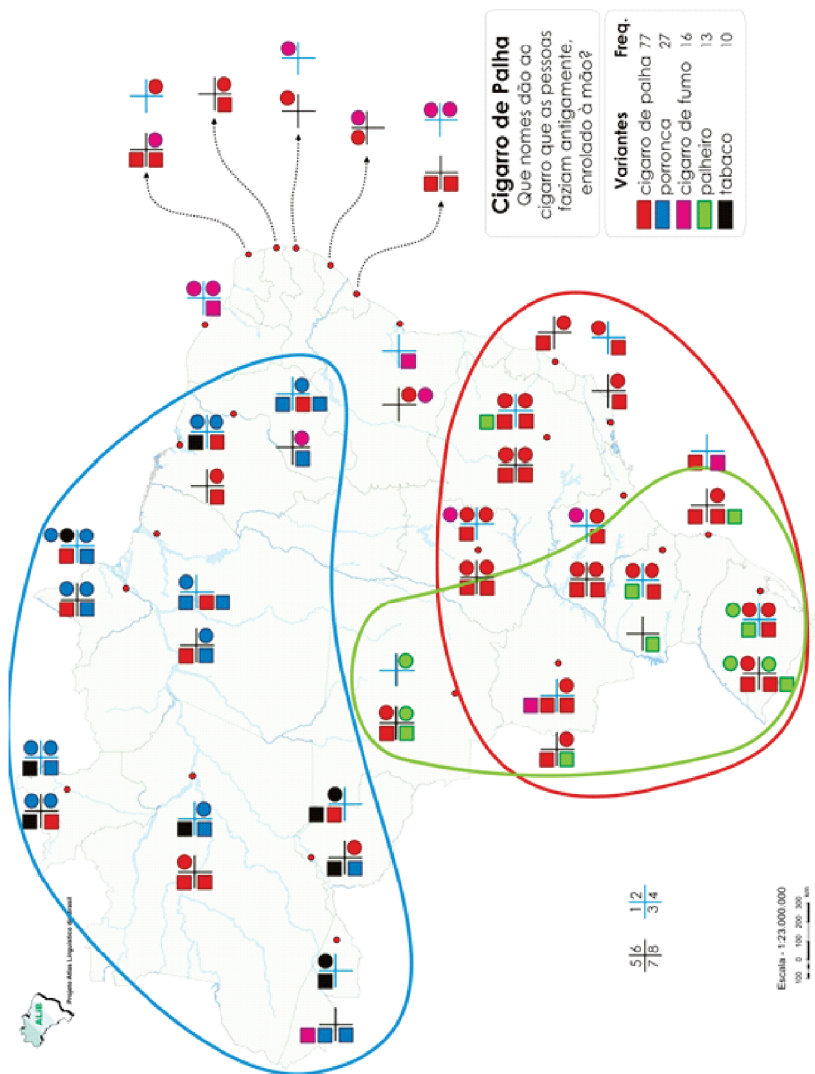 Cigarro de Palha
Que nomes dão ao
cigarro que as pessoas
faziam antigamente,
enrolado à mão?
Variantes Freq.
cigarro de palha 77
porronca 27
cigarro de fumo 16
palheiro 13
tabaco 10
ALiB
Projeto Atlas Linguístico do Brasil
5 6
7 8
1 2
3 4
Escala - 1:23.000.000
100 0 100 200 300
km